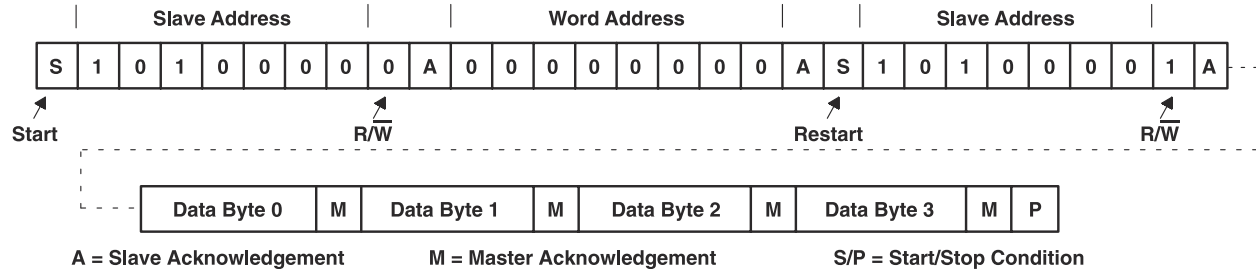 Slave Address Word Address Slave Address
S 1 0 1 0 0 0 0 0 A 0 0 0 0 0 0 0 0 A S 1 0 1 0 0 0 0 1 A
Start R/W̅ Restart R/W̅
Data Byte 0 M Data Byte 1 M Data Byte 2 M Data Byte 3 M P
A = Slave Acknowledgement M = Master Acknowledgement S/P = Start/Stop Condition